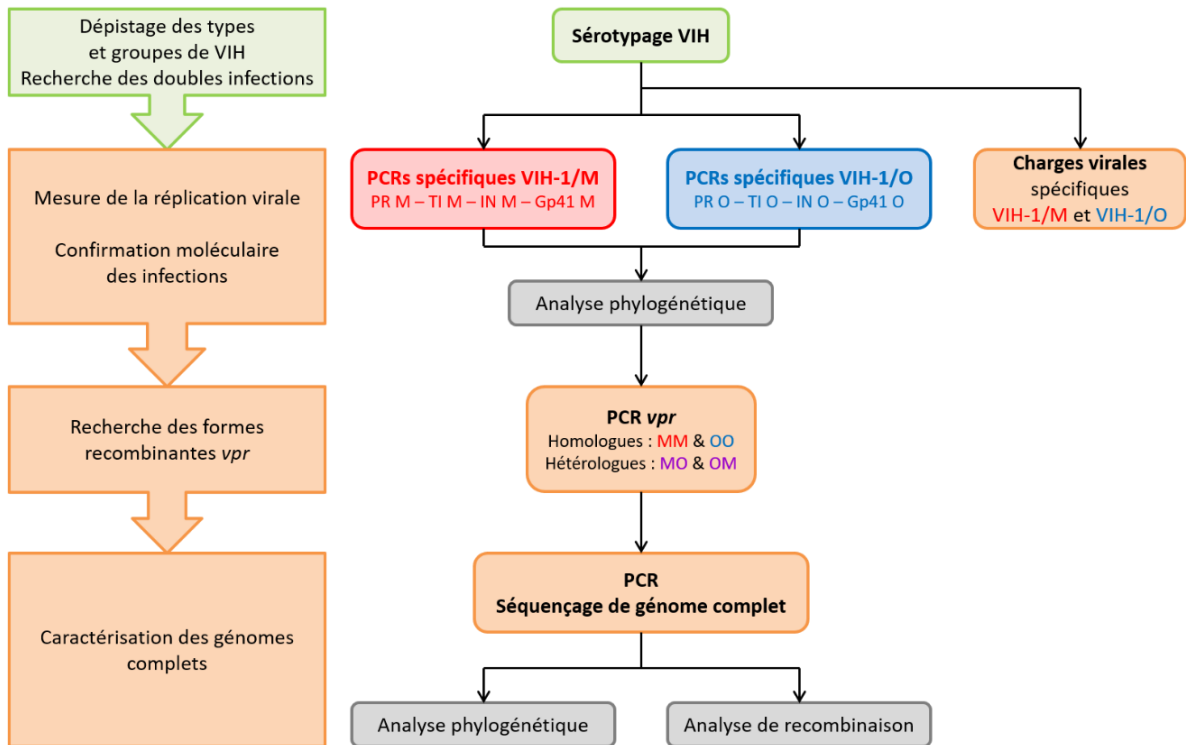 Dépistage des types
et groupes de VIH
Recherche des doubles infections
Sérotypage VIH
Mesure de la réplication virale
Confirmation moléculaire
des infections
PCRs spécifiques VIH-1/M
PR M – TI M – IN M – Gp41 M
PCRs spécifiques VIH-1/O
PR O – TI O – IN O – Gp41 O
Charges virales
spécifiques
VIH-1/M et VIH-1/O
Analyse phylogénétique
Recherche des formes
recombinantes vpr
PCR vpr
Homologues : MM & OO
Hétérologues : MO & OM
Caractérisation des génomes
complets
PCR
Séquençage de génome complet
Analyse phylogénétique
Analyse de recombinaison